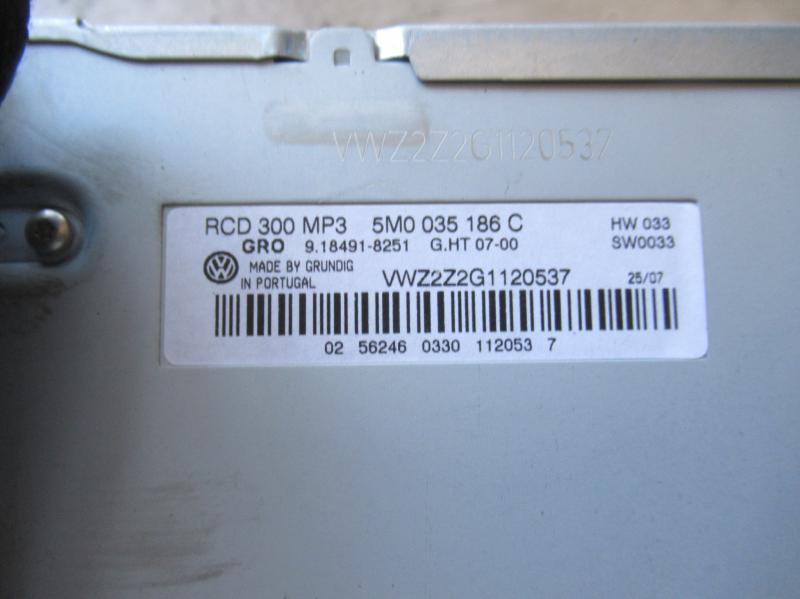 VWZ2Z2G1120537
RCD 300 MP3 5M0 035 186 C HW 033
GRO 9.18491-8251 G.HT 07-00 SW0033
MADE BY GRUNDIG
IN PORTUGAL VWZ2Z2G1120537 25/07
02 56246 0330 112053 7